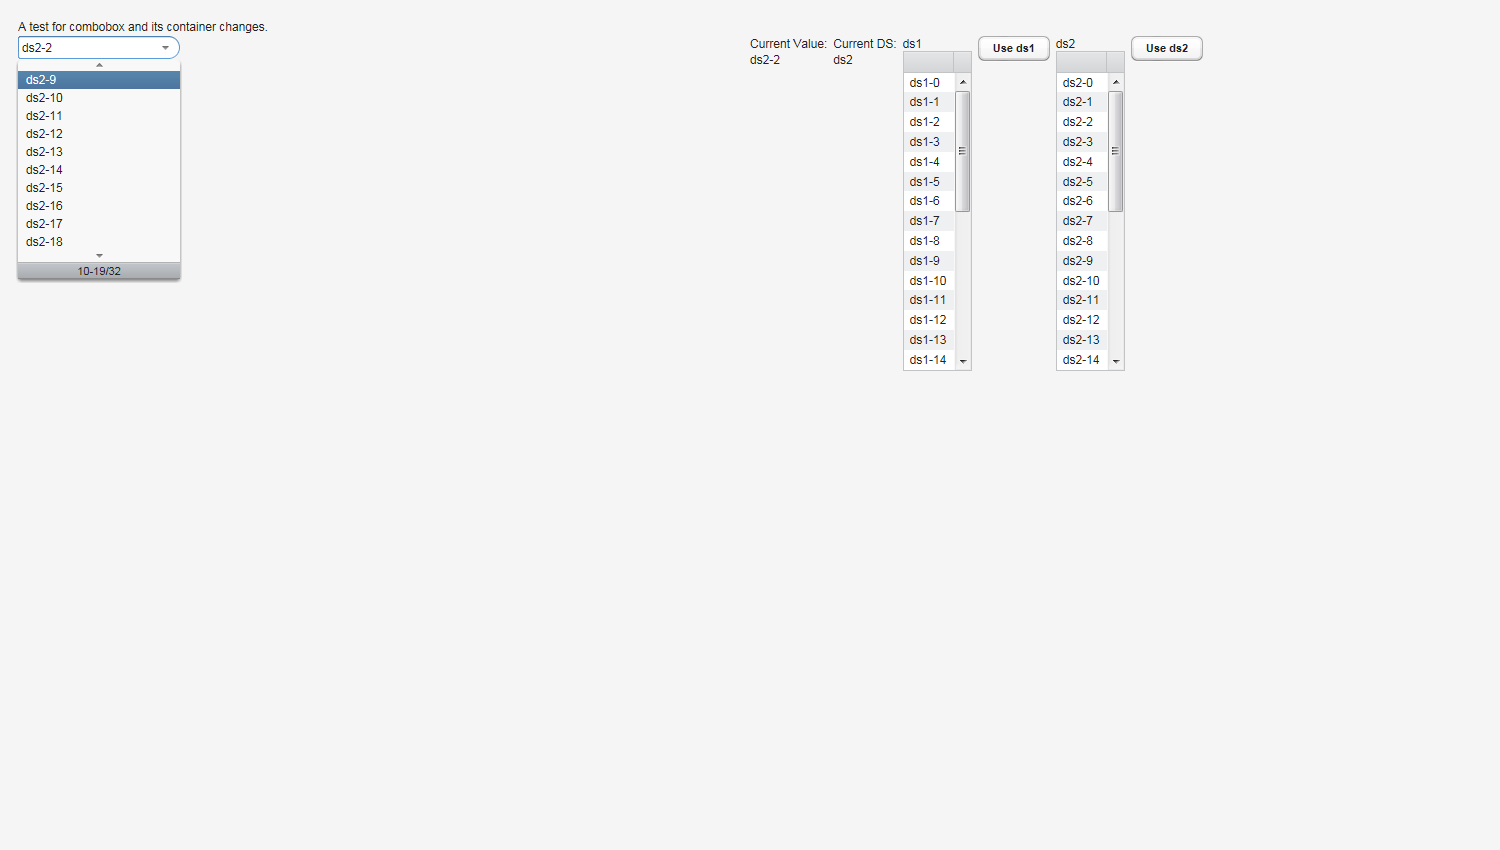 A test for combobox and its container changes.
ds2-2
ds2-9
ds2-10
ds2-11
ds2-12
ds2-13
ds2-14
ds2-15
ds2-16
ds2-17
ds2-18
10-19/32
Current Value:
ds2-2
Current DS:
ds2
ds1
ds1-0
ds1-1
ds1-2
ds1-3
ds1-4
ds1-5
ds1-6
ds1-7
ds1-8
ds1-9
ds1-10
ds1-11
ds1-12
ds1-13
ds1-14
Use ds1
ds2
ds2-0
ds2-1
ds2-2
ds2-3
ds2-4
ds2-5
ds2-6
ds2-7
ds2-8
ds2-9
ds2-10
ds2-11
ds2-12
ds2-13
ds2-14
Use ds2